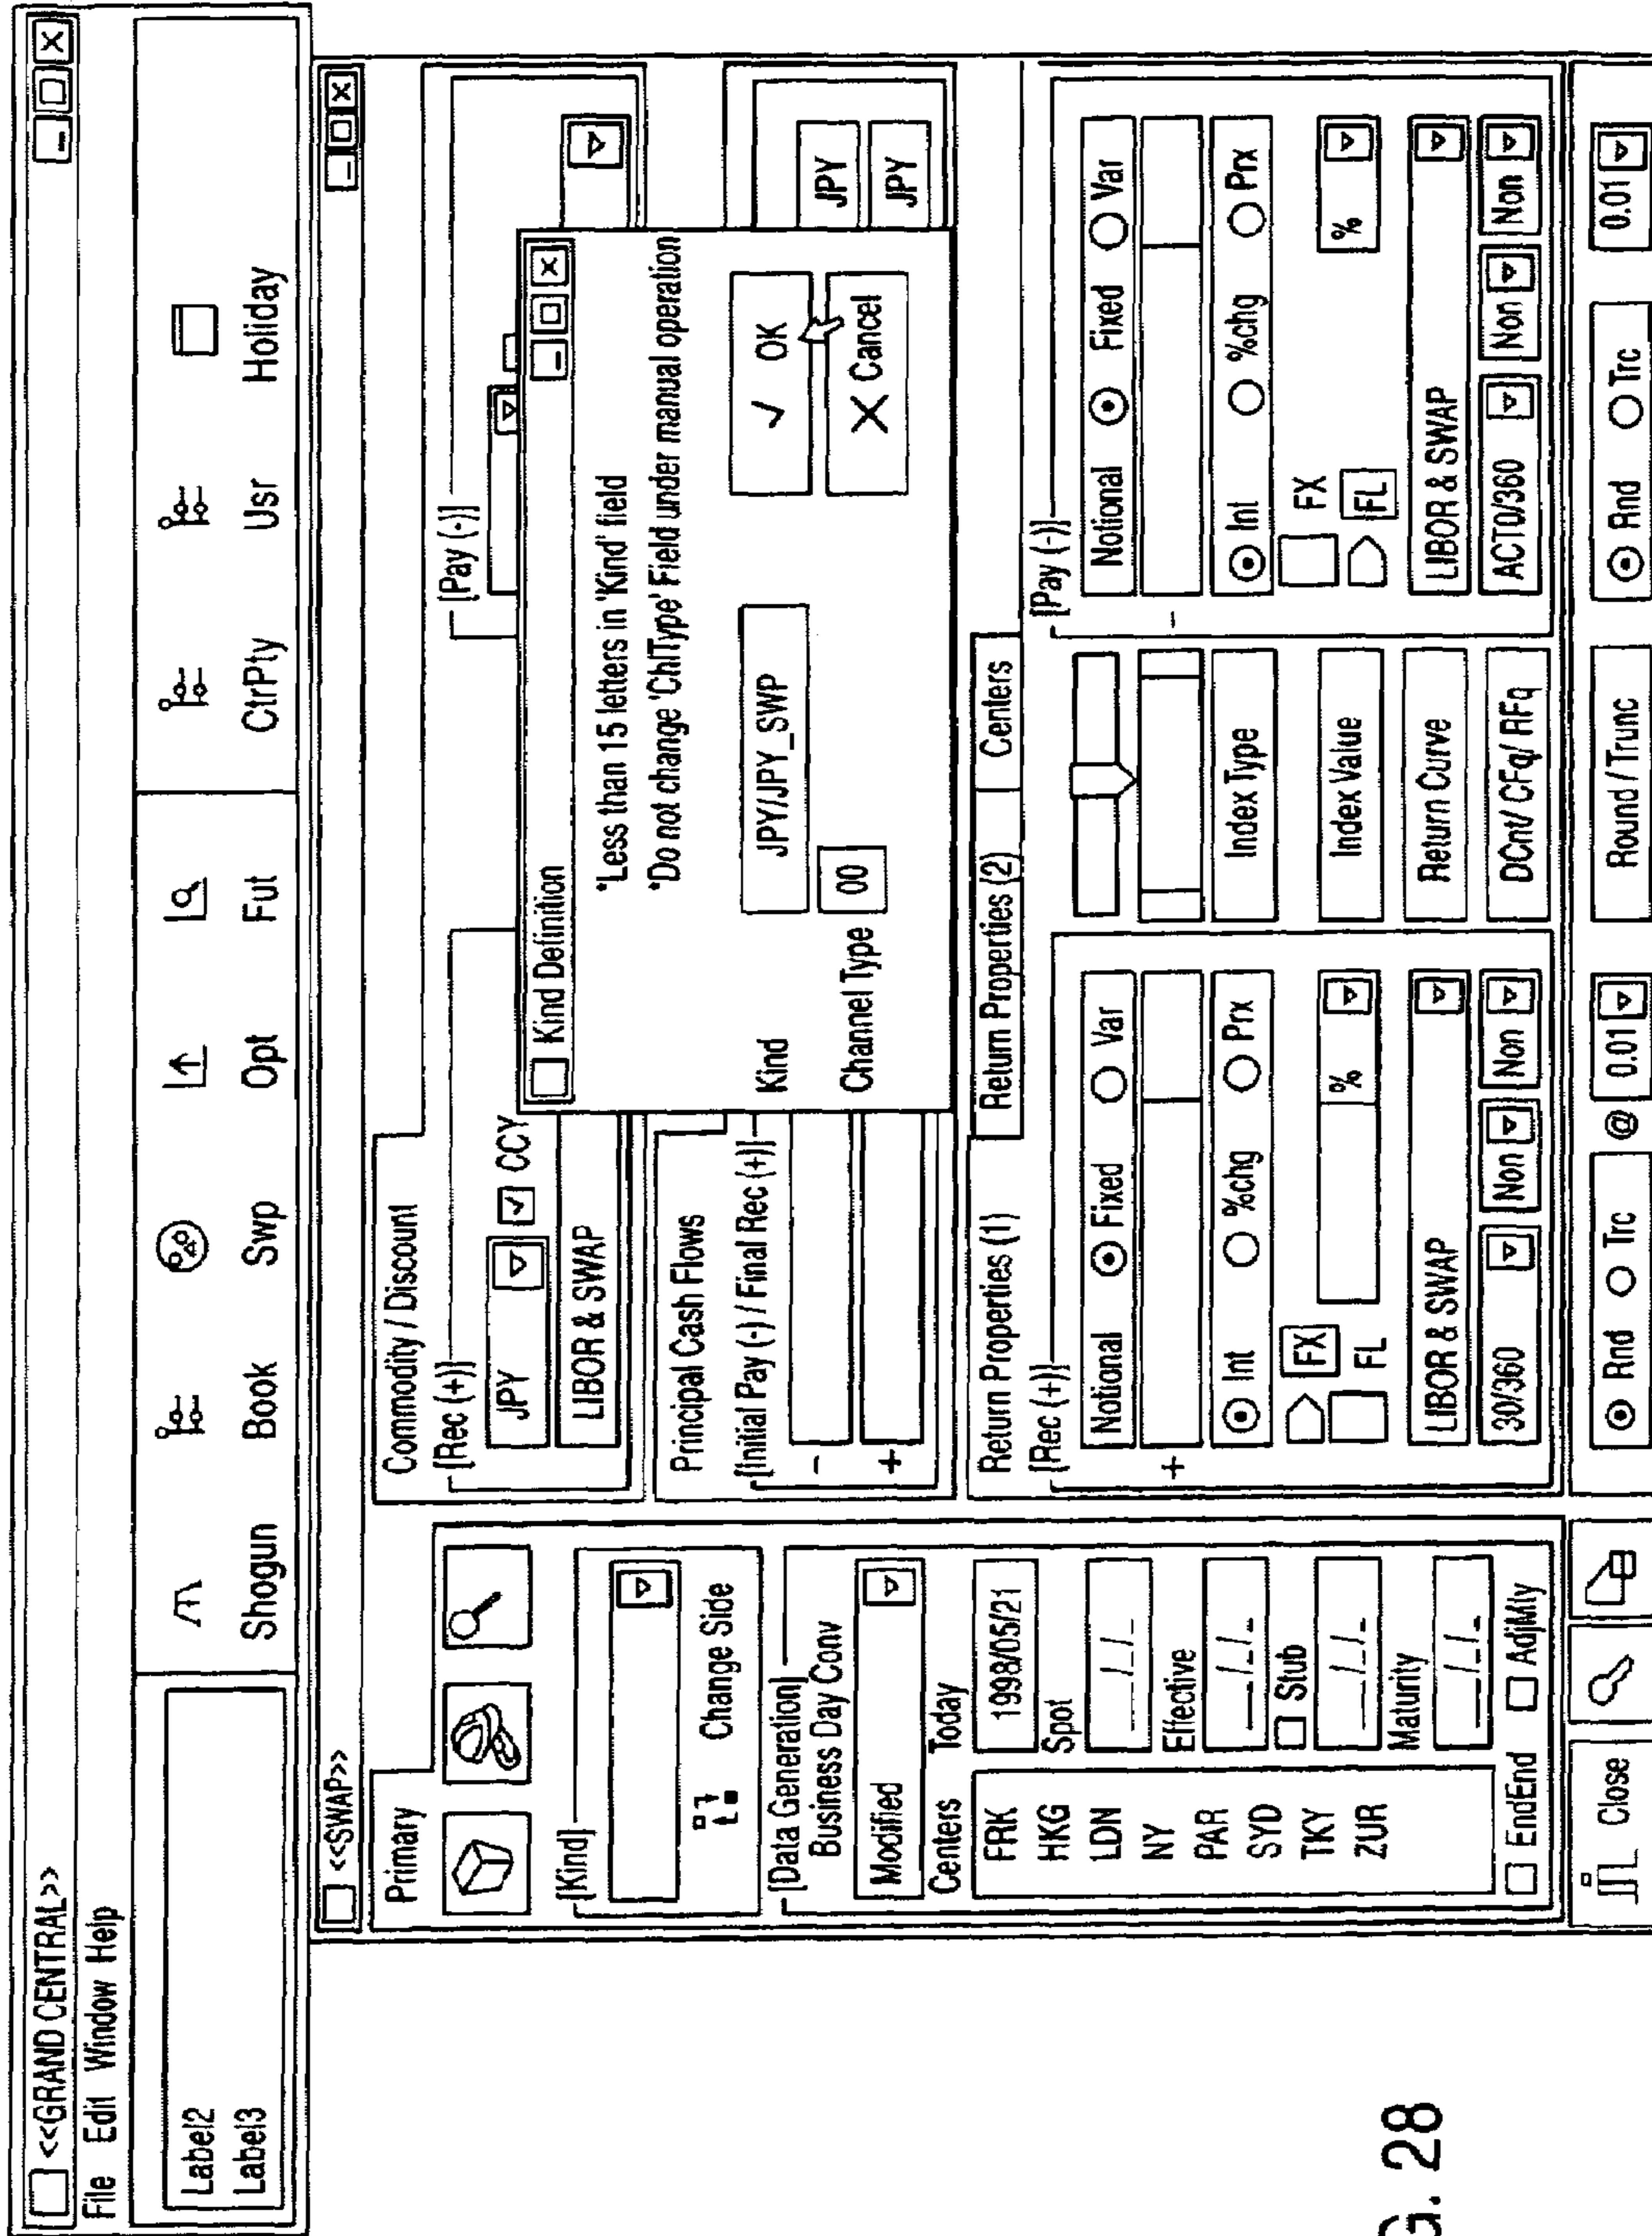 <<GRAND CENTRAL>>
File Edit Window Help
Label2
Label3
Shogun Book Swp Opt Fut CtrPty Usr Holiday
<<SWAP>>
Primary
[Kind]
Change Side
[Data Generation]
Business Day Conv
Modified
Centers Today
FRK
HKG
LDN
NY
PAR
SYD
TKY
ZUR
1998/05/21
Spot
__/_/_
Effective
__/_/_
Stub
__/_/_
Maturity
__/_/_
EndEnd AdjMty
Close
Commodity / Discount
[Rec (+)]
JPY CCY
LIBOR & SWAP
[Pay (-)]
Principal Cash Flows
[Initial Pay (-) / Final Rec (+)]
-
+
JPY
JPY
Kind Definition
*Less than 15 letters in 'Kind' field
*Do not change 'ChlType' Field under manual operation
Kind JPY/JPY_SWP
Channel Type 00
OK
Cancel
Return Properties (1) Return Properties (2) Centers
[Rec (+)]
Notional Fixed Var
+
Int %chg Prx
FX
FL
%
LIBOR & SWAP
30/360 Non Non
Rnd Trc @ 0.01
Index Type
Index Value
Return Curve
DCnt/ CFq/ RFq
Round / Trunc
[Pay (-)]
Notional Fixed Var
-
Int %chg Prx
FX
FL
%
LIBOR & SWAP
ACT0/360 Non Non
Rnd Trc 0.01
G. 28